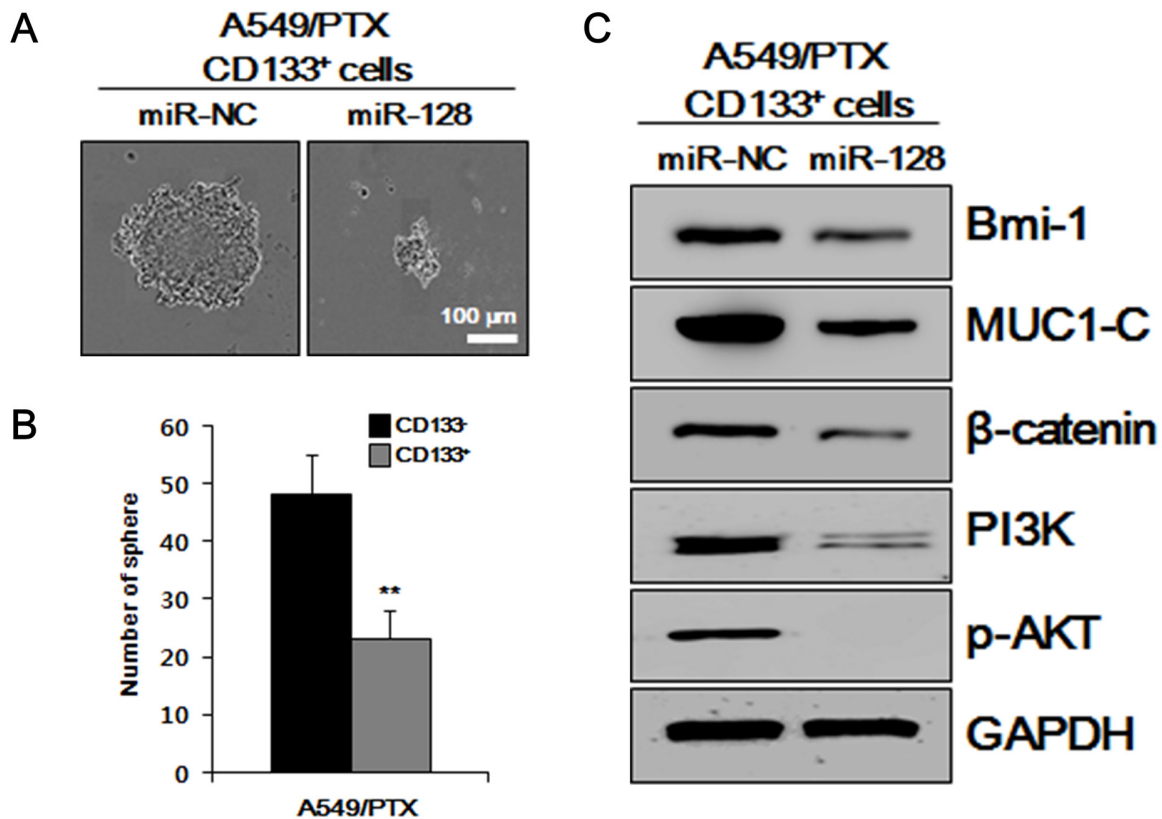 A
A549/PTX
CD133⁺ cells
miR-NC miR-128
100 µm
B
Number of sphere
60
50
40
30
20
10
0
CD133⁻
CD133⁺
**
A549/PTX
C
A549/PTX
CD133⁺ cells
miR-NC miR-128
Bmi-1
MUC1-C
β-catenin
PI3K
p-AKT
GAPDH